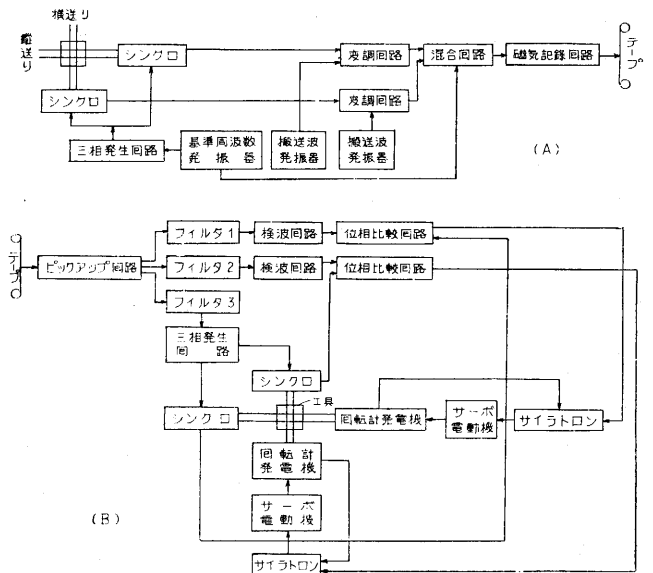 横送り
縦送り
シンクロ
変調回路
混合回路
磁気記録回路
テープ
シンクロ
変調回路
三相発生回路
基準周波数
発振器
搬送波
発振器
搬送波
発振器
(A)
テープ
ピックアップ回路
フィルタ1
検波回路
位相比較回路
フィルタ2
検波回路
位相比較回路
フィルタ3
三相発生
回路
シンクロ
工具
シンクロ
回転計発電機
サーボ
電動機
サイラトロン
回転計
発電機
サーボ
電動機
サイラトロン
(B)